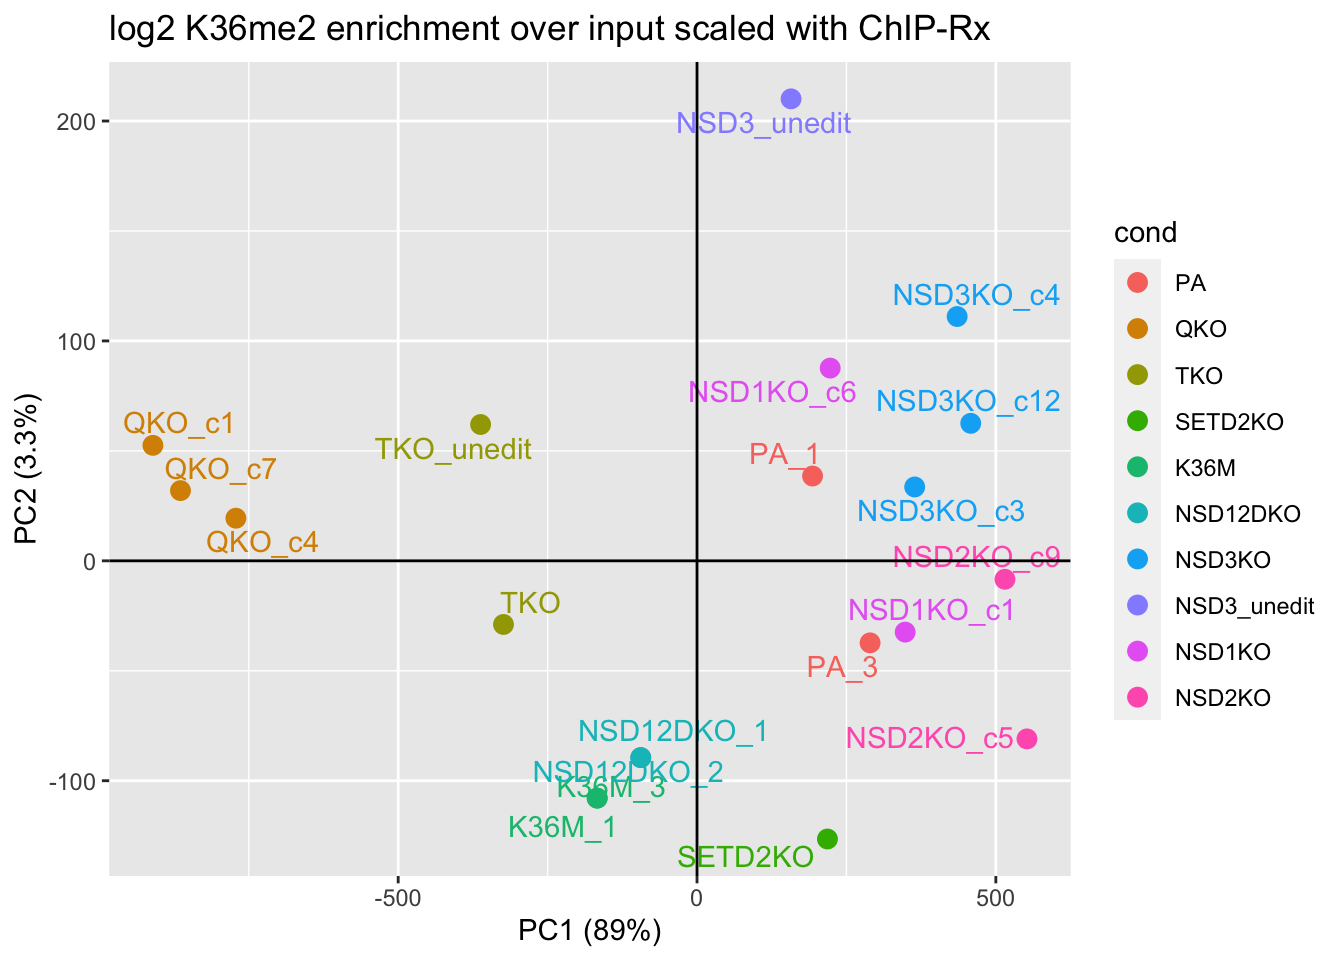 log2 K36me2 enrichment over input scaled with ChIP-Rx
NSD3_unedit
NSD3KO_c4
NSD1KO_c6
NSD3KO_c12
QKO_c1
TKO_unedit
PA_1
QKO_c7
NSD3KO_c3
QKO_c4
NSD2KO_c9
TKO
NSD1KO_c1
PA_3
NSD12DKO_1
NSD2KO_c5
NSD12DKO_2
K36M_3
K36M_1
SETD2KO
200
100
0
-100
PC2 (3.3%)
-500
0
500
PC1 (89%)
cond
PA
QKO
TKO
SETD2KO
K36M
NSD12DKO
NSD3KO
NSD3_unedit
NSD1KO
NSD2KO